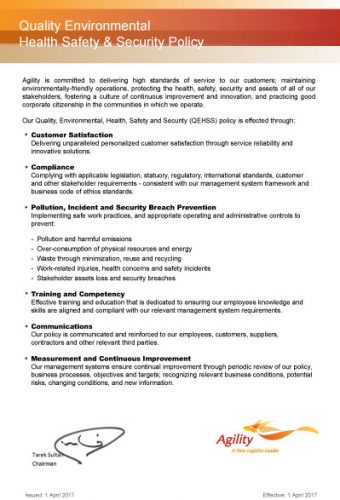 Quality Environmental
Health Safety & Security Policy
Agility is committed to delivering high standards of service to our customers; maintaining
environmentally-friendly operations, protecting the health, safety, security and assets of all of our
stakeholders, fostering a culture of continuous improvement and innovation, and practicing good
corporate citizenship in the communities in which we operate.
Our Quality, Environmental, Health, Safety and Security (QEHSS) policy is effected through:
• Customer Satisfaction
Delivering unparalleled personalized customer satisfaction through service reliability and
innovative solutions.
• Compliance
Complying with applicable legislation, statuory, regulatory, international standards, customer
and other stakeholder requirements - consistent with our management system framework and
business code of ethics standards.
• Pollution, Incident and Security Breach Prevention
Implementing safe work practices, and appropriate operating and administrative controls to
prevent:
- Pollution and harmful emissions
- Over-consumption of physical resources and energy
- Waste through minimization, reuse and recycling
- Work-related injuries, health concerns and safety incidents
- Stakeholder assets loss and security breaches
• Training and Competency
Effective training and education that is dedicated to ensuring our employees knowledge and
skills are aligned and compliant with our relevant management system requirements.
• Communications
Our policy is communicated and reinforced to our employees, customers, suppliers,
contractors and other relevant third parties.
• Measurement and Continuous Improvement
Our management systems ensure continual improvement through periodic review of our policy,
business processes, objectives and targets; recognizing relevant business conditions, potential
risks, changing conditions, and new information.
Tarek Sultan
Chairman
Agility
A New Logistics Leader
Issued 1 April 2017
Effective 1 April 2017